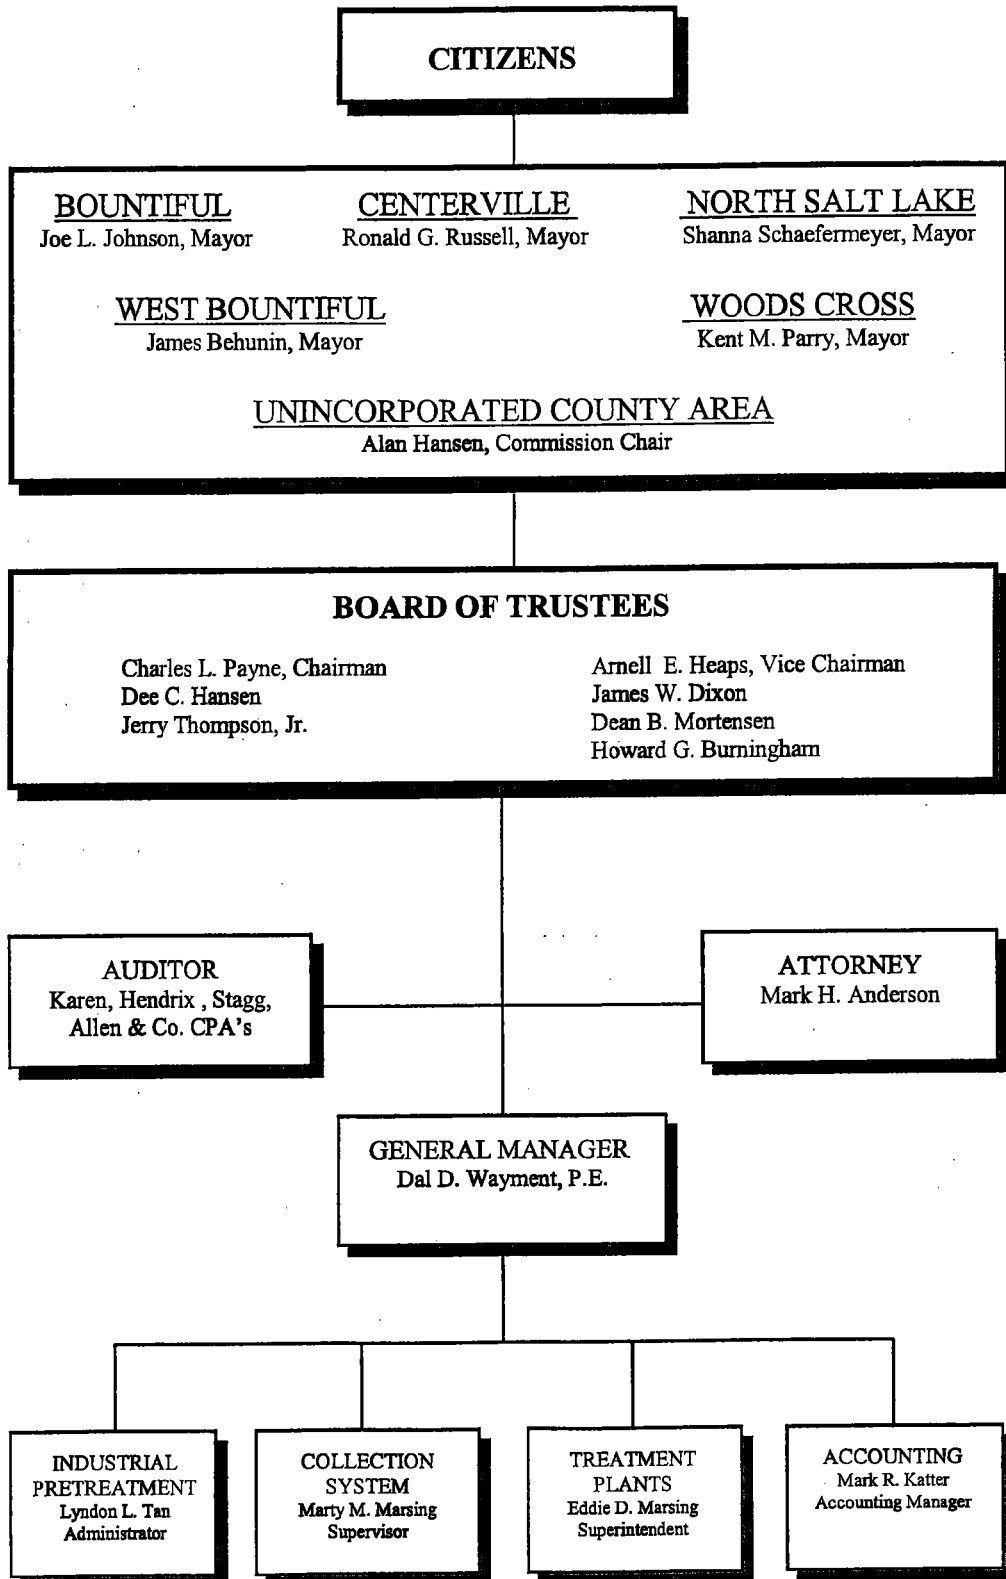 CITIZENS
BOUNTIFUL
Joe L. Johnson, Mayor
CENTERVILLE
Ronald G. Russell, Mayor
NORTH SALT LAKE
Shanna Schaefermeyer, Mayor
WEST BOUNTIFUL
James Behunin, Mayor
WOODS CROSS
Kent M. Parry, Mayor
UNINCORPORATED COUNTY AREA
Alan Hansen, Commission Chair
BOARD OF TRUSTEES
Charles L. Payne, Chairman
Dee C. Hansen
Jerry Thompson, Jr.
Arnell E. Heaps, Vice Chairman
James W. Dixon
Dean B. Mortensen
Howard G. Burningham
AUDITOR
Karen, Hendrix , Stagg,
Allen & Co. CPA's
ATTORNEY
Mark H. Anderson
GENERAL MANAGER
Dal D. Wayment, P.E.
INDUSTRIAL
PRETREATMENT
Lyndon L. Tan
Administrator
COLLECTION
SYSTEM
Marty M. Marsing
Supervisor
TREATMENT
PLANTS
Eddie D. Marsing
Superintendent
ACCOUNTING
Mark R. Katter
Accounting Manager